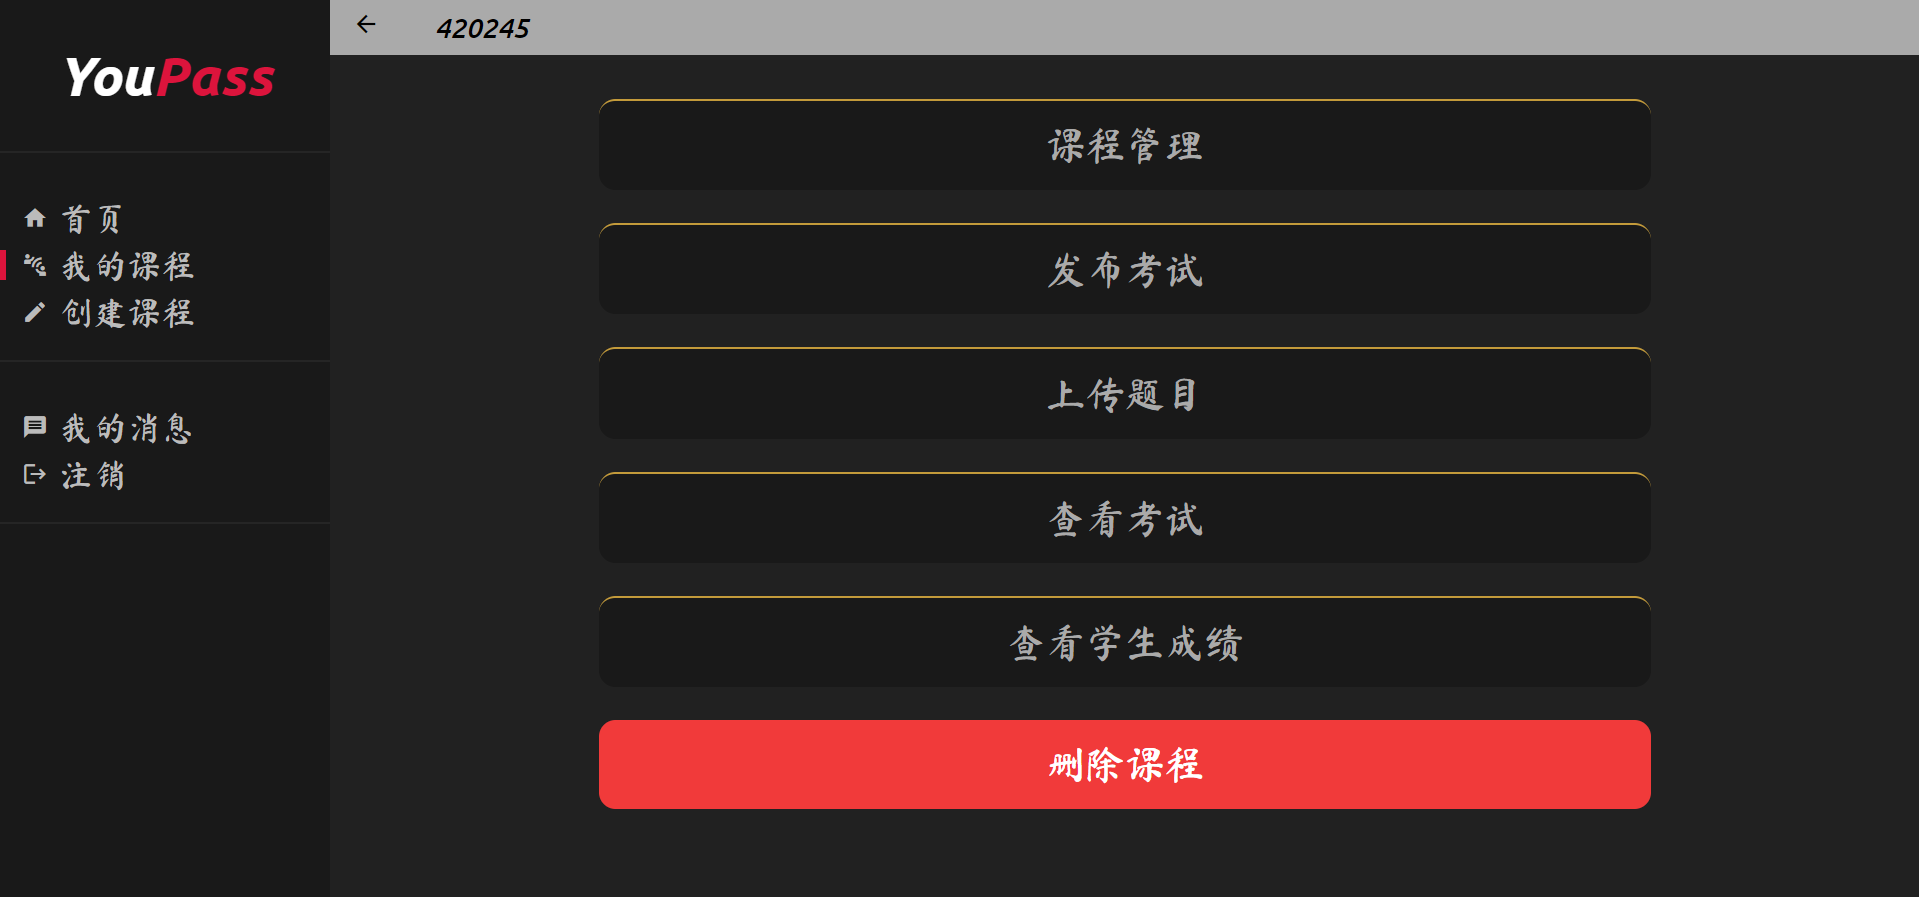 YouPass
首页
我的课程
创建课程
我的消息
注销
420245
课程管理
发布考试
上传题目
查看考试
查看学生成绩
删除课程